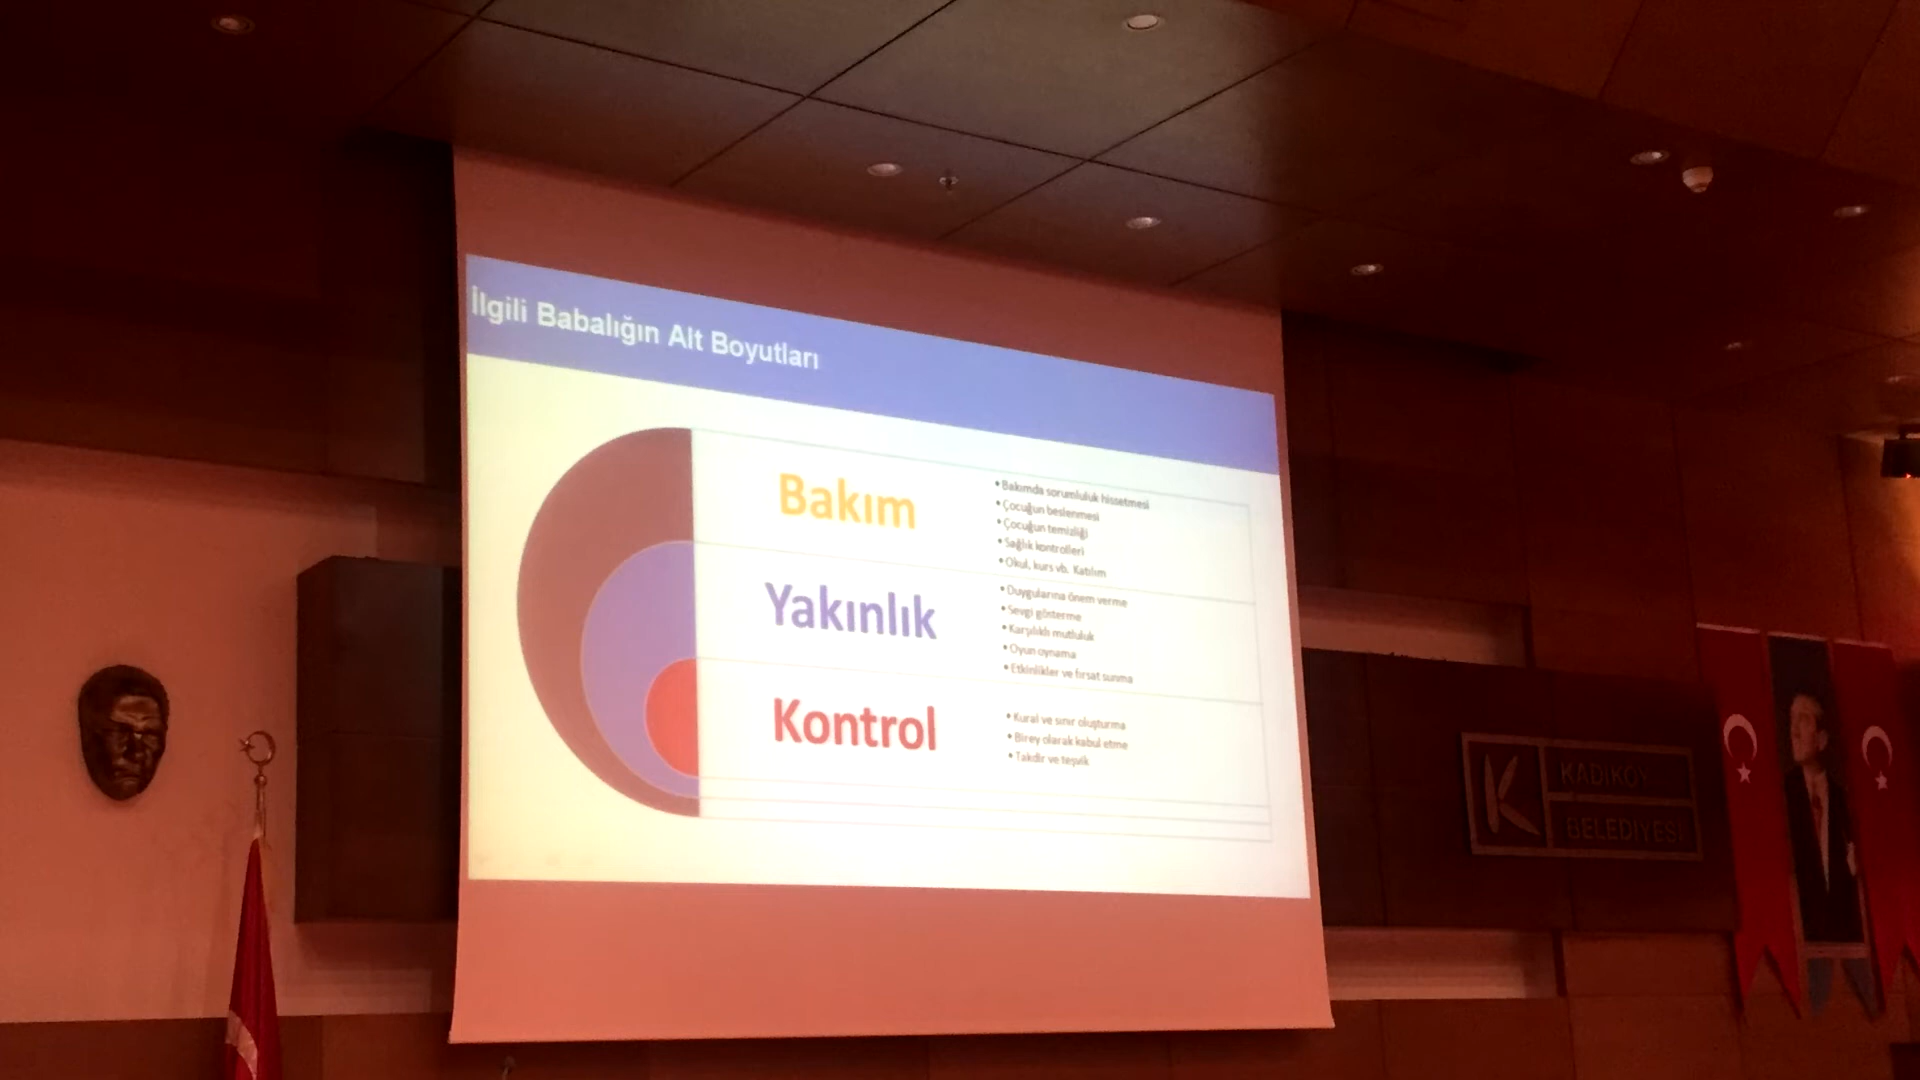 İlgili Babalığın Alt Boyutları
Bakım
• Bakımda sorumluluk hissetmesi
• Çocuğun beslenmesi
• Çocuğun temizliği
• Sağlık kontrolleri
• Okul, kurs vb. Katılım
Yakınlık
• Duygularına önem verme
• Sevgi gösterme
• Karşılıklı mutluluk
• Oyun oynama
• Etkinlikler ve fırsat sunma
Kontrol
• Kural ve sınır oluşturma
• Birey olarak kabul etme
• Takdir ve teşvik
K
KADIKÖY
BELEDİYESİ